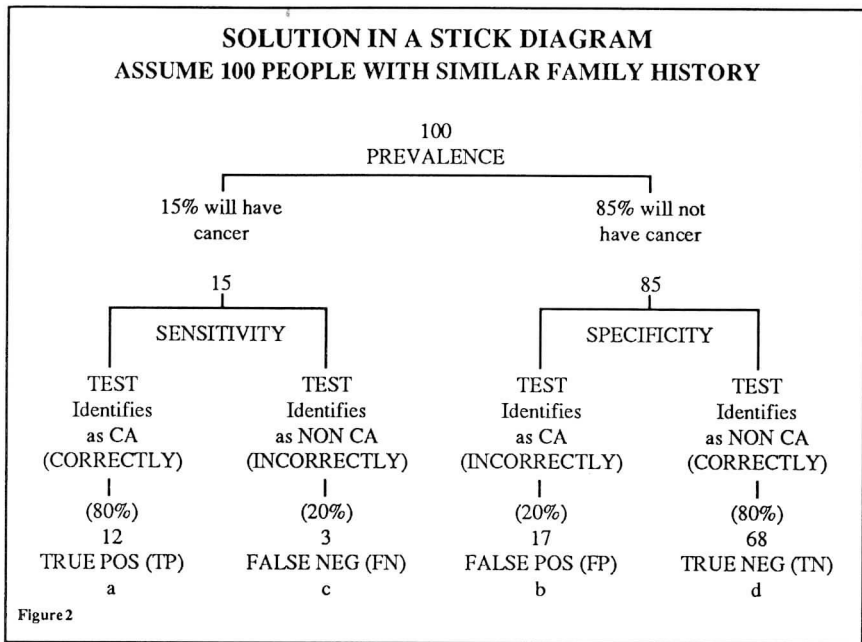 SOLUTION IN A STICK DIAGRAM
ASSUME 100 PEOPLE WITH SIMILAR FAMILY HISTORY
100
PREVALENCE
15% will have
cancer
85% will not
have cancer
15
85
SENSITIVITY
SPECIFICITY
TEST
Identifies
as CA
(CORRECTLY)
(80%)
12
TRUE POS (TP)
a
TEST
Identifies
as NON CA
(INCORRECTLY)
(20%)
3
FALSE NEG (FN)
c
TEST
Identifies
as CA
(INCORRECTLY)
(20%)
17
FALSE POS (FP)
b
TEST
Identifies
as NON CA
(CORRECTLY)
(80%)
68
TRUE NEG (TN)
d
Figure 2